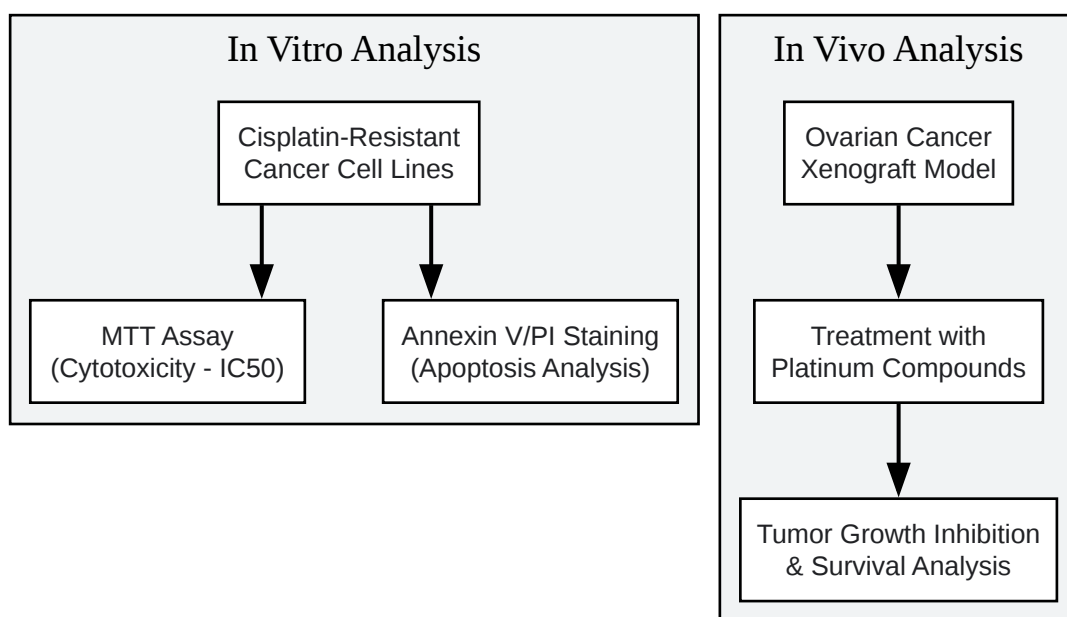 In Vitro Analysis
Cisplatin-Resistant
Cancer Cell Lines
MTT Assay
(Cytotoxicity - IC50)
Annexin V/PI Staining
(Apoptosis Analysis)
In Vivo Analysis
Ovarian Cancer
Xenograft Model
Treatment with
Platinum Compounds
Tumor Growth Inhibition
& Survival Analysis